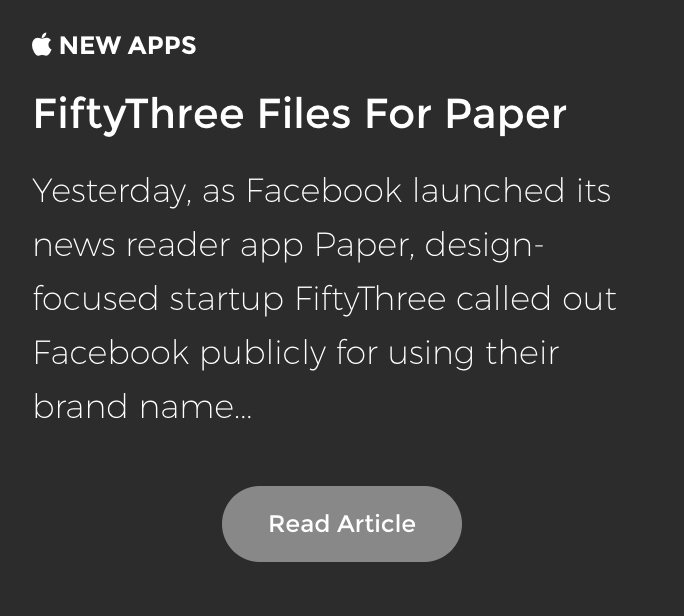 NEW APPS
FiftyThree Files For Paper
Yesterday, as Facebook launched its
news reader app Paper, design-
focused startup FiftyThree called out
Facebook publicly for using their
brand name...
Read Article